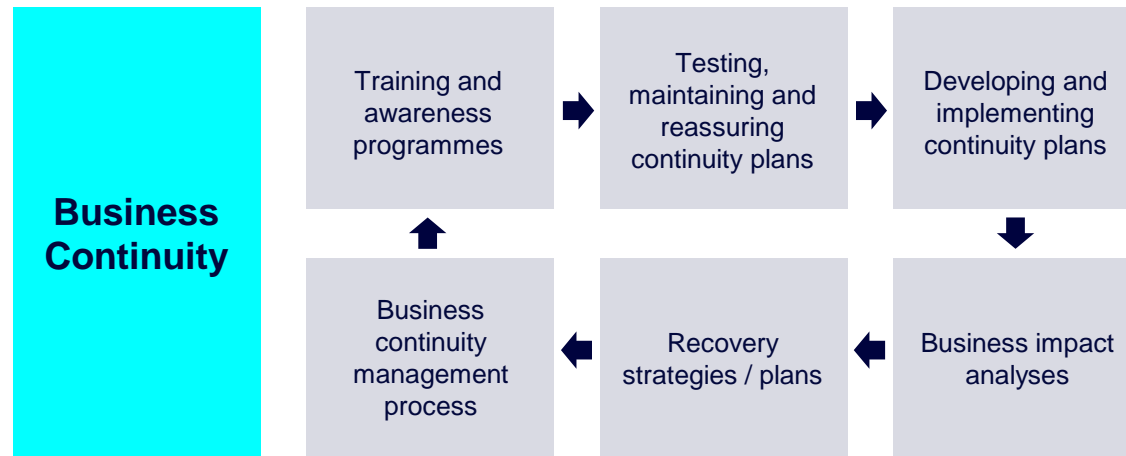 Business
Continuity
Training and
awareness
programmes
Testing,
maintaining and
reassuring
continuity plans
Developing and
implementing
continuity plans
Business
continuity
management
process
Recovery
strategies / plans
Business impact
analyses